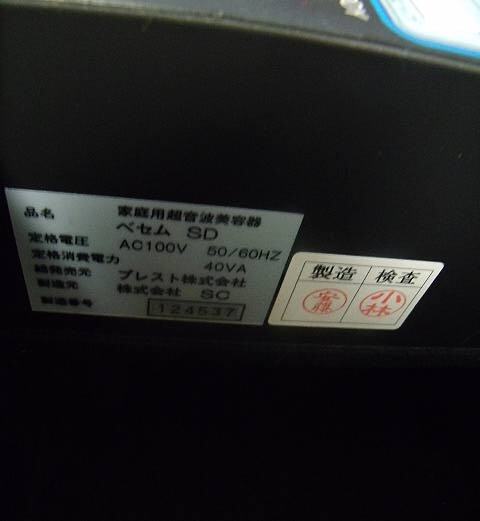 品名 家庭用超音波美容器
ベセム SD
定格電圧 AC100V 50/60HZ
定格消費電力 40VA
総発売元 ブレスト株式会社
製造元 株式会社 SC
製造番号 124537
製造 検査
安藤 小林